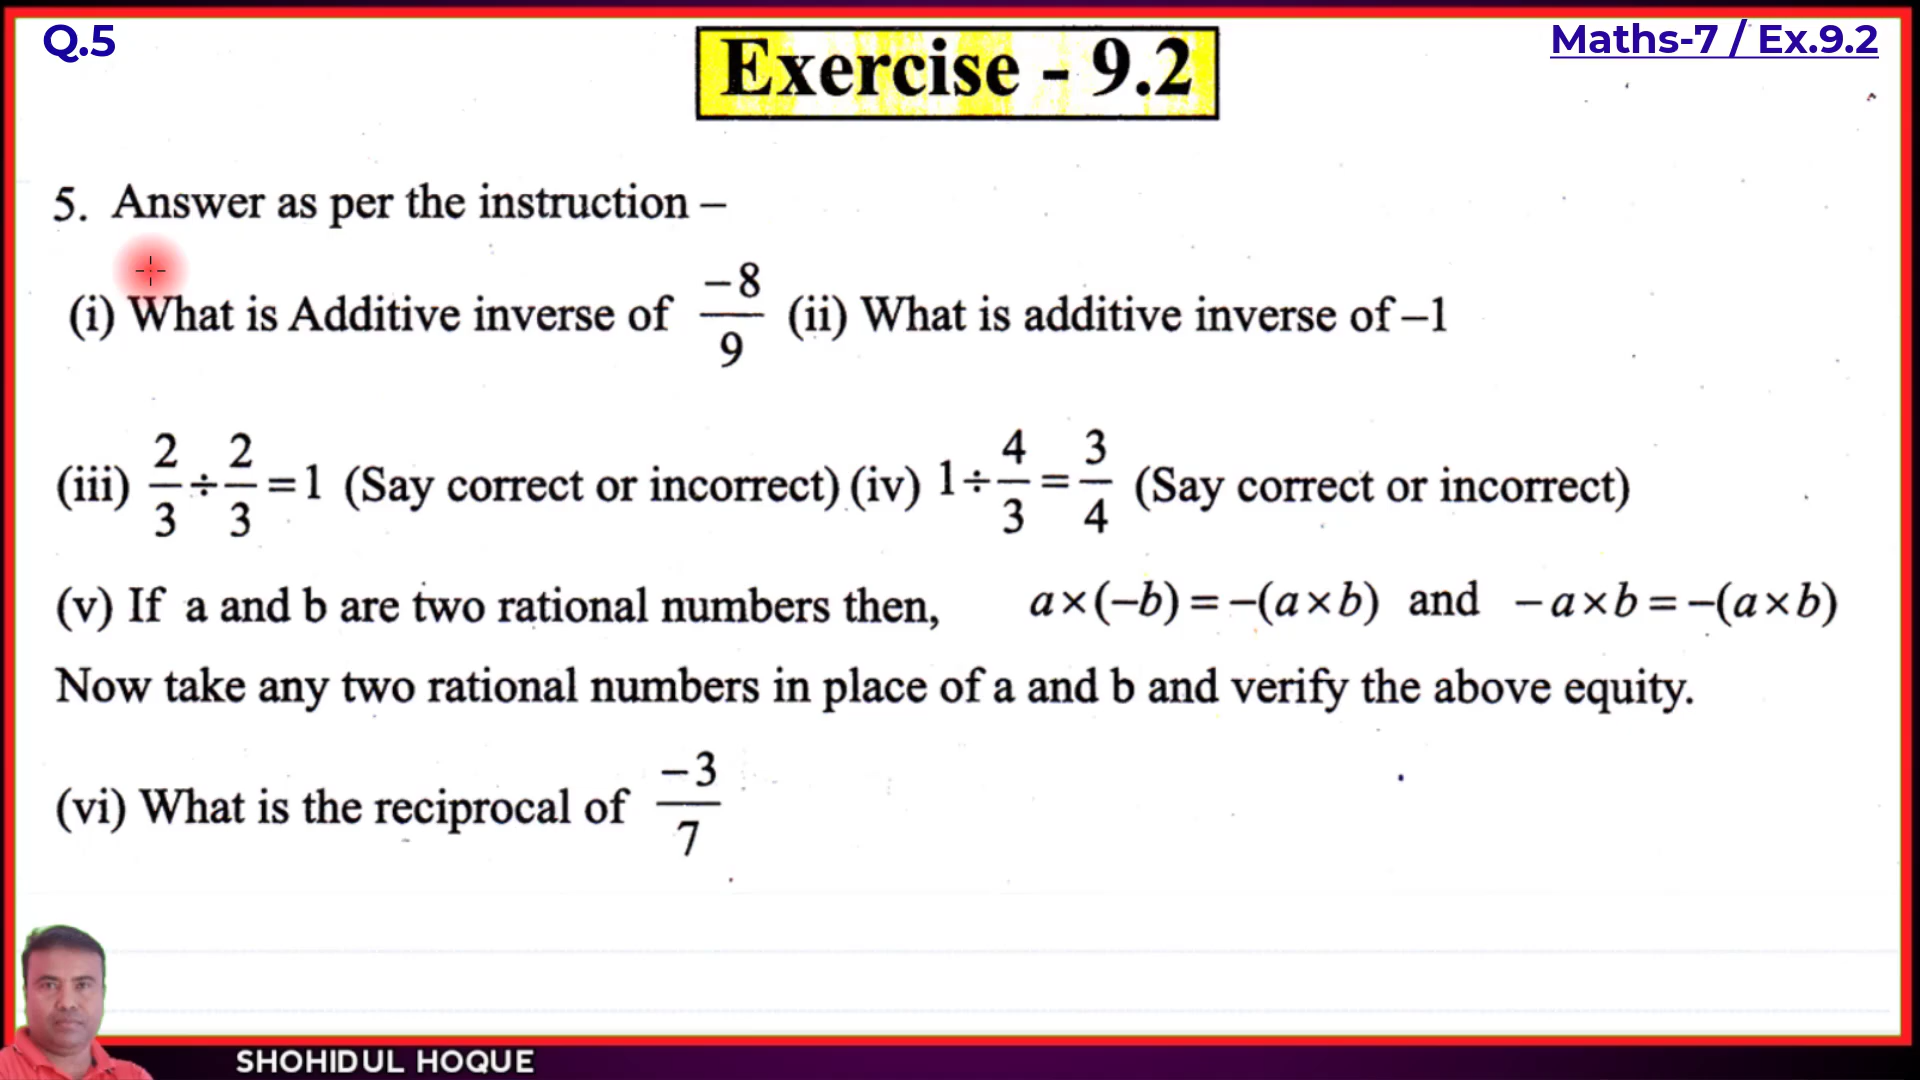 Q.5
Exercise - 9.2
Maths-7 / Ex.9.2
5. Answer as per the instruction –
(i) What is Additive inverse of -8/9 (ii) What is additive inverse of –1
(iii) 2/3 ÷ 2/3 = 1 (Say correct or incorrect) (iv) 1 ÷ 4/3 = 3/4 (Say correct or incorrect)
(v) If a and b are two rational numbers then, a×(–b) = –(a×b) and –a×b = –(a×b)
Now take any two rational numbers in place of a and b and verify the above equity.
(vi) What is the reciprocal of -3/7
SHOHIDUL HOQUE